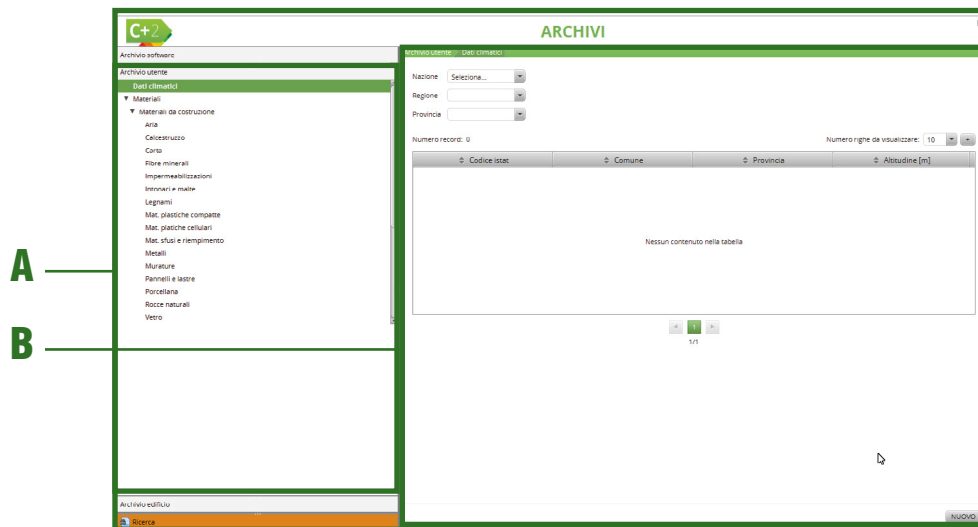 C+2
ARCHIVI
Archivio software
Archivio utente
Dati climatici
Materiali
Materiali da costruzione
Aria
Calcestruzzo
Carta
Fibre minerali
Impermeabilizzazioni
Intonaci e malte
Legnami
Mat. plastiche compatte
Mat. platiche cellulari
Mat. sfusi e riempimento
Metalli
Murature
Pannelli e lastre
Porcellana
Rocce naturali
Vetro
Archivio edificio
Ricerca
A
B
Archivio utente Dati climatici
Nazione Seleziona...
Regione
Provincia
Numero record: 0 Numero righe da visualizzare: 10
Codice istat Comune Provincia Altitudine [m]
Nessun contenuto nella tabella
1
1/1
NUOVO